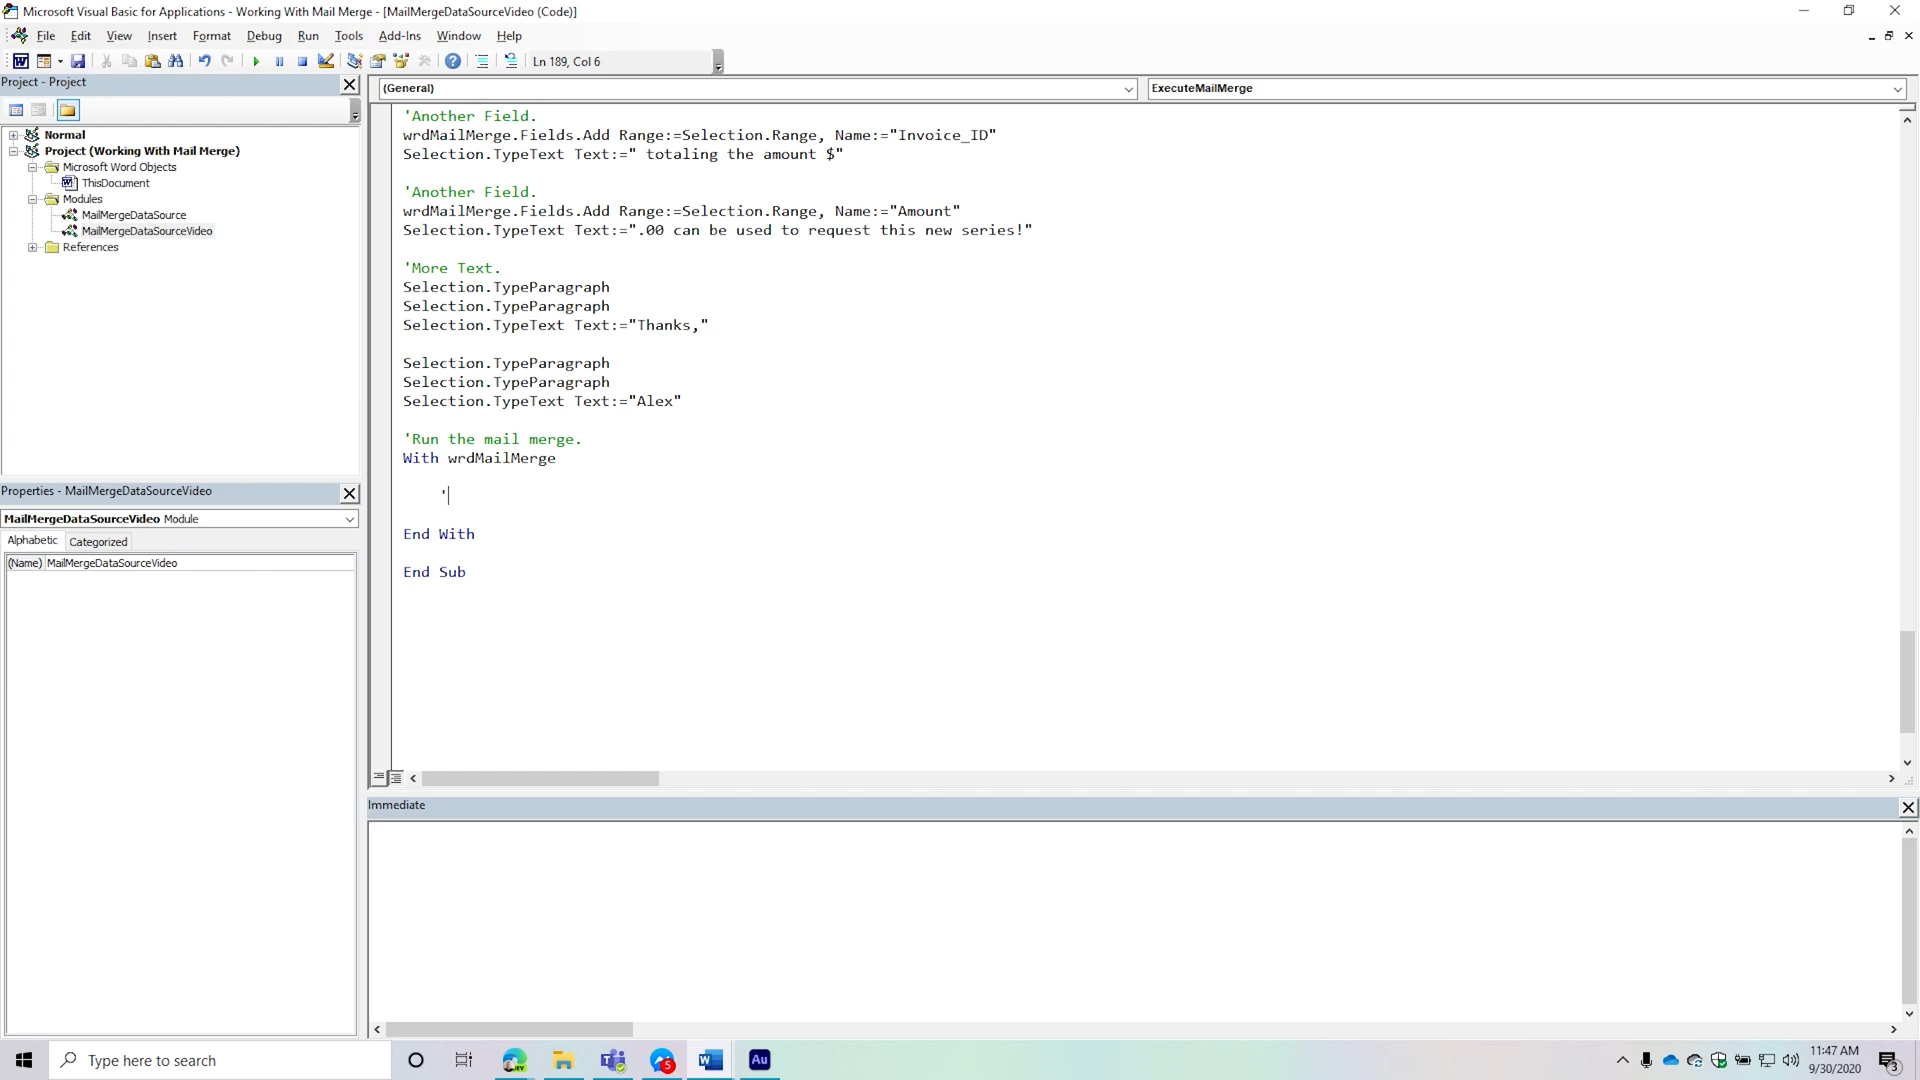 Microsoft Visual Basic for Applications - Working With Mail Merge - [MailMergeDataSourceVideo (Code)]
File Edit View Insert Format Debug Run Tools Add-Ins Window Help
Ln 189, Col 6
Project - Project
(General)
ExecuteMailMerge
Normal
Project (Working With Mail Merge)
Microsoft Word Objects
ThisDocument
Modules
MailMergeDataSource
MailMergeDataSourceVideo
References
Properties - MailMergeDataSourceVideo
MailMergeDataSourceVideo Module
Alphabetic Categorized
(Name) MailMergeDataSourceVideo
'Another Field.
wrdMailMerge.Fields.Add Range:=Selection.Range, Name:="Invoice_ID"
Selection.TypeText Text:=" totaling the amount $"
'Another Field.
wrdMailMerge.Fields.Add Range:=Selection.Range, Name:="Amount"
Selection.TypeText Text:=".00 can be used to request this new series!"
'More Text.
Selection.TypeParagraph
Selection.TypeParagraph
Selection.TypeText Text:="Thanks,"
Selection.TypeParagraph
Selection.TypeParagraph
Selection.TypeText Text:="Alex"
'Run the mail merge.
With wrdMailMerge
'
End With
End Sub
Immediate
Type here to search
Au
5
11:47 AM
9/30/2020
3